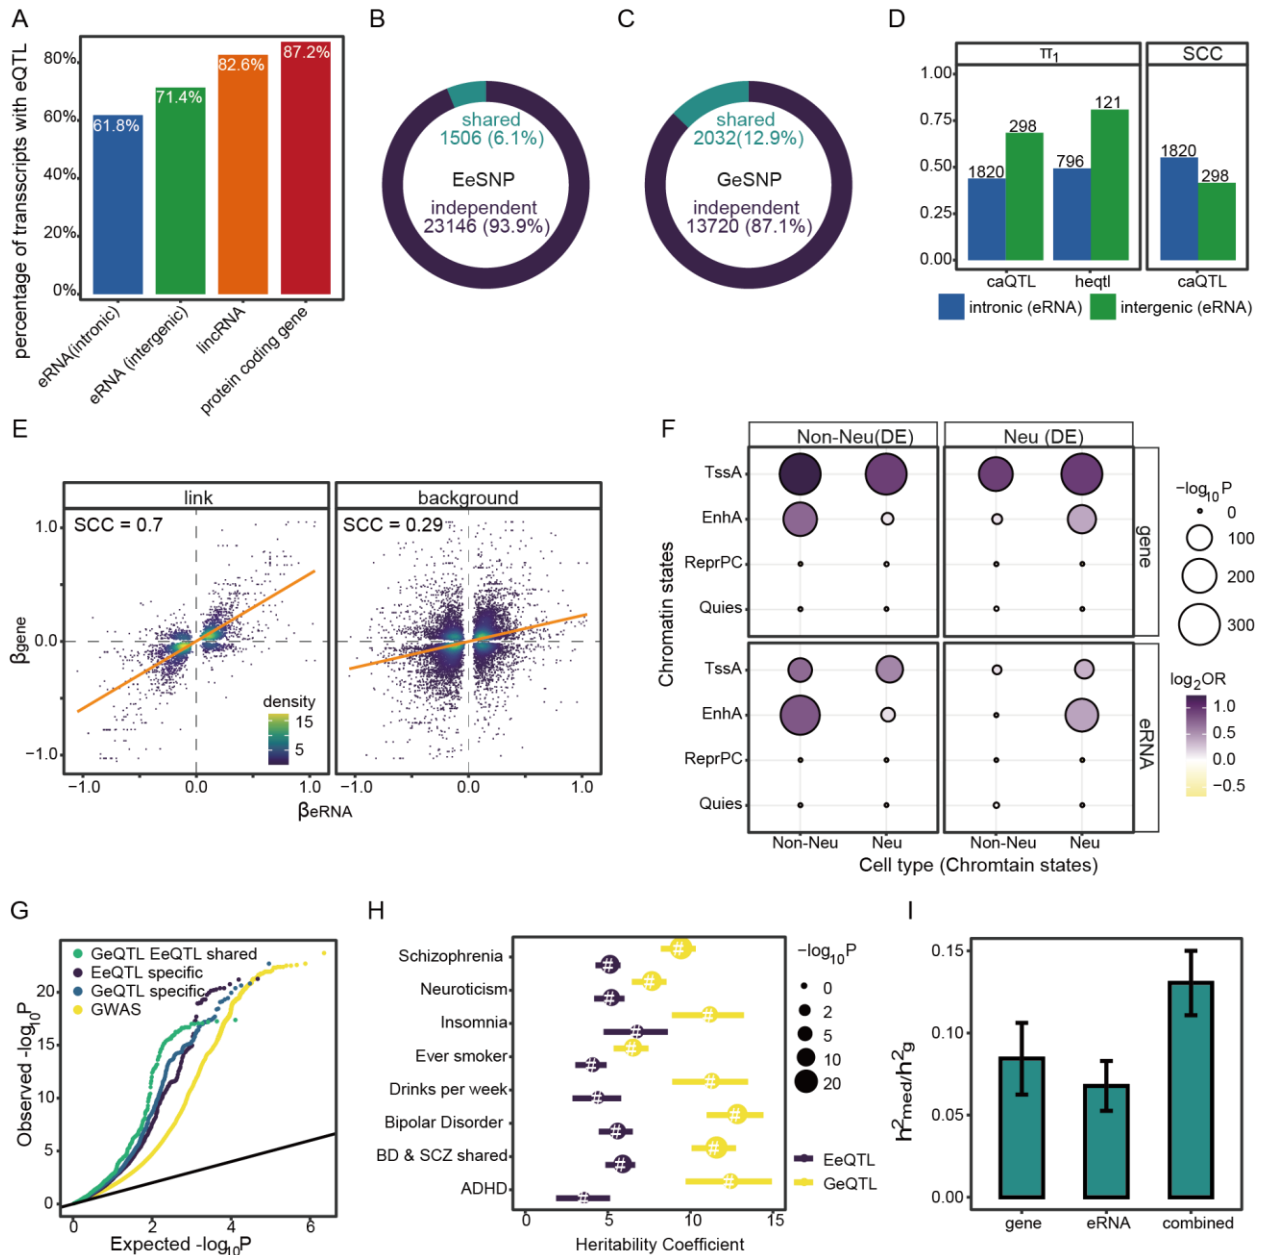 A
percentage of transscripts with eQTL
80%
60%
40%
20%
0%
61.8%
71.4%
82.6%
87.2%
eRNA(intronic)
eRNA (intergenic)
lincRNA
protein coding gene
B
shared
1506 (6.1%)
EeSNP
independent
23146 (93.9%)
C
shared
2032(12.9%)
GeSNP
independent
13720 (87.1%)
D
π1
SCC
1.00
0.75
0.50
0.25
0.00
1820
298
796
121
1820
298
caQTL
heqtl
caQTL
intronic (eRNA)
intergenic (eRNA)
E
link
background
SCC = 0.7
SCC = 0.29
βgene
1.0
0.0
−1.0
density
15
5
−1.0
0.0
1.0
−1.0
0.0
1.0
βeRNA
F
Non-Neu(DE)
Neu (DE)
Chromatin states
TssA
EnhA
ReprPC
Quies
gene
TssA
EnhA
ReprPC
Quies
eRNA
Non-Neu
Neu
Non-Neu
Neu
Cell type (Chromtain states)
−log10P
0
100
200
300
log2OR
1.0
0.5
0.0
−0.5
G
GeQTL EeQTL shared
EeQTL specific
GeQTL specific
GWAS
Observed -log10P
20
15
10
5
0
0
2
4
6
Expected -log10P
H
Schizophrenia
Neuroticism
Insomnia
Ever smoker
Drinks per week
Bipolar Disorder
BD & SCZ shared
ADHD
# # # # # # # # # # # # # # # #
0
5
10
15
Heritability Coefficient
−log10P
0
2
5
10
20
EeQTL
GeQTL
I
h2med/h2g
0.15
0.10
0.05
0.00
gene
eRNA
combined